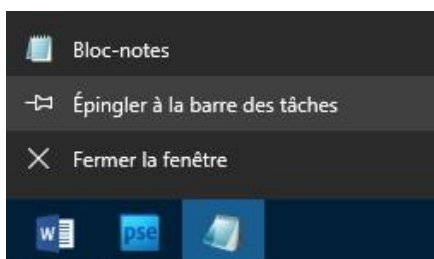 Bloc-notes
Épingler à la barre des tâches
Fermer la fenêtre
W pse